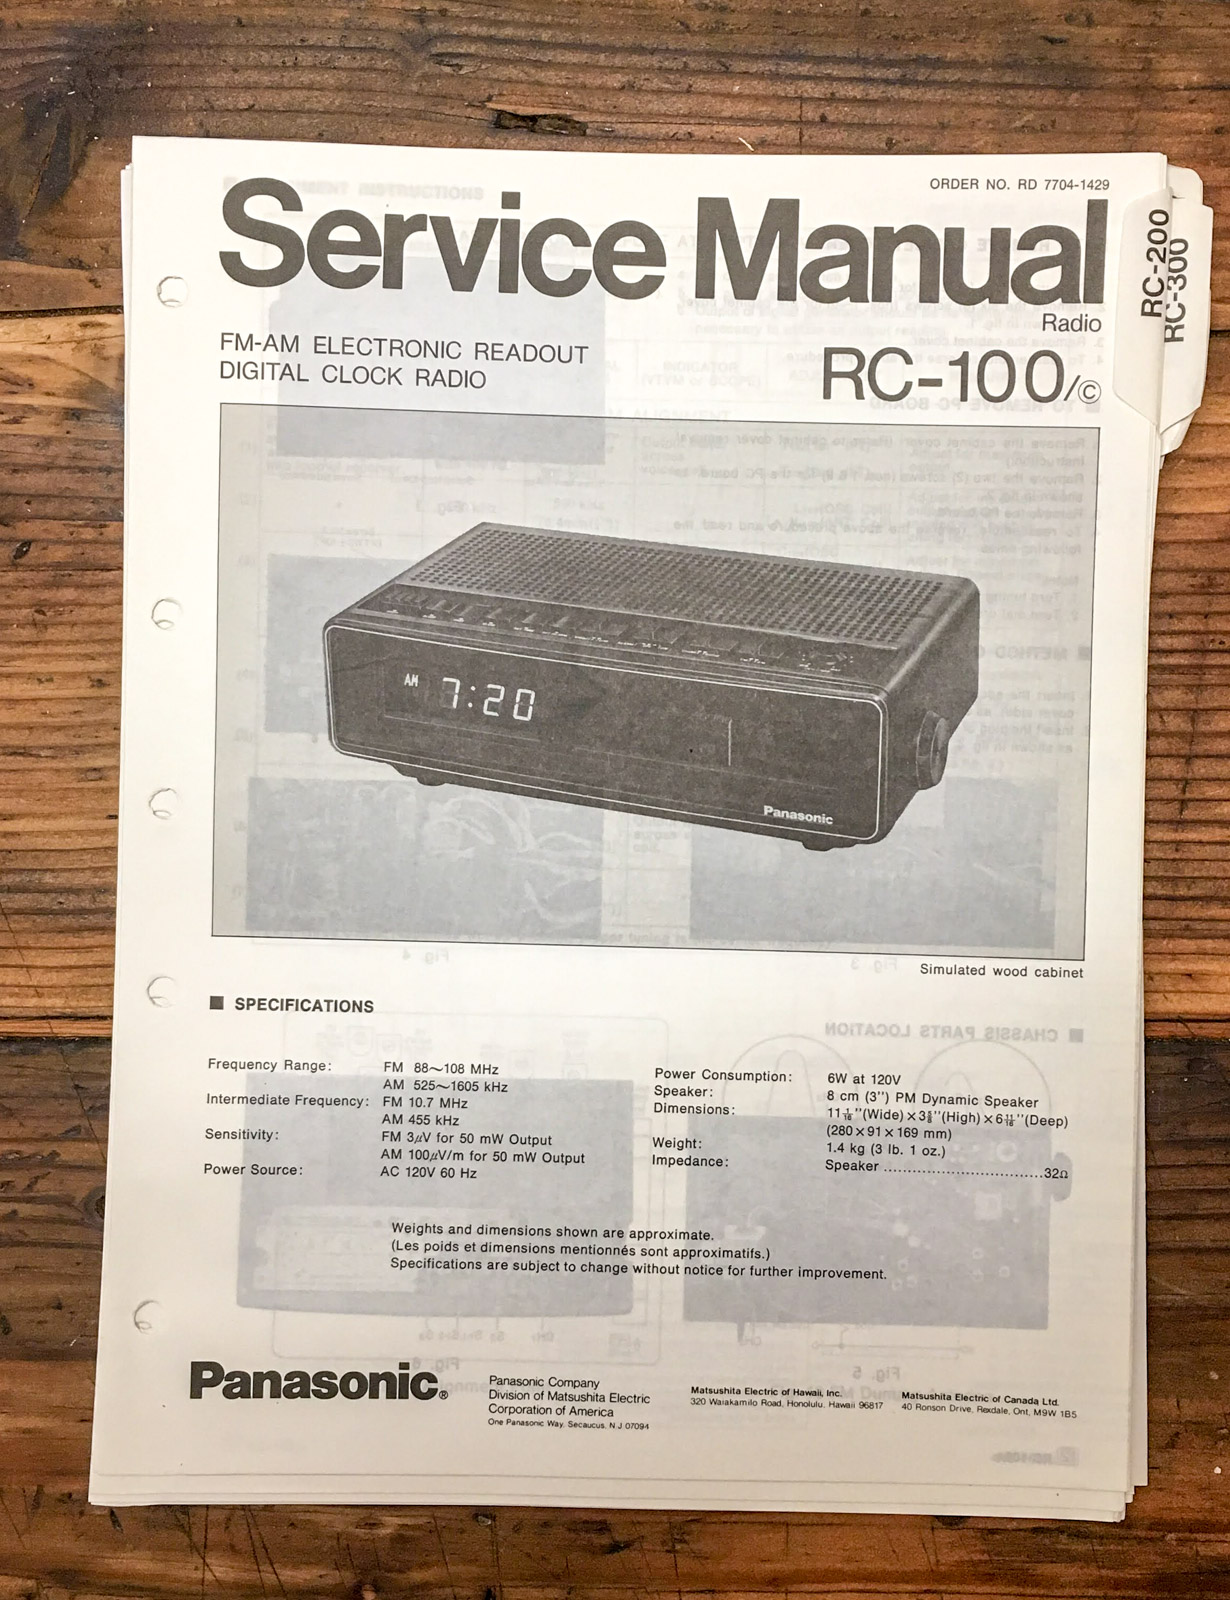 ORDER NO. RD 7704-1429
Service Manual
Radio
FM-AM ELECTRONIC READOUT
DIGITAL CLOCK RADIO
RC-100/©
RC-200
RC-300
AM 7:20
Panasonic
Simulated wood cabinet
■ SPECIFICATIONS
Frequency Range: FM 88~108 MHz
AM 525~1605 kHz
Intermediate Frequency: FM 10.7 MHz
AM 455 kHz
Sensitivity: FM 3μV for 50 mW Output
AM 100μV/m for 50 mW Output
Power Source: AC 120V 60 Hz
Power Consumption: 6W at 120V
Speaker: 8 cm (3'') PM Dynamic Speaker
Dimensions: 11 1/16''(Wide)×3 5/8''(High)×6 11/16''(Deep)
(280×91×169 mm)
Weight: 1.4 kg (3 lb. 1 oz.)
Impedance: Speaker ................................32Ω
Weights and dimensions shown are approximate.
(Les poids et dimensions mentionnés sont approximatifs.)
Specifications are subject to change without notice for further improvement.
Panasonic®
Panasonic Company
Division of Matsushita Electric
Corporation of America
One Panasonic Way, Secaucus, N J 07094
Matsushita Electric of Hawaii, Inc.
320 Waiakamilo Road, Honolulu, Hawaii 96817
Matsushita Electric of Canada Ltd.
40 Ronson Drive, Rexdale, Ont, M9W 1B5